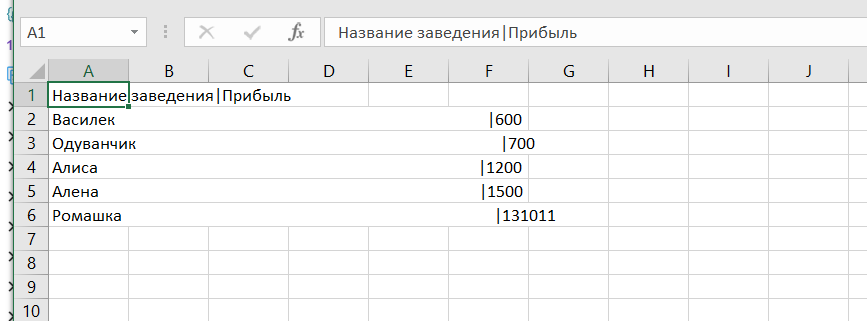 A1 fx Название заведения|Прибыль
A B C D E F G H I J
1 Название заведения|Прибыль
2 Василек |600
3 Одуванчик |700
4 Алиса |1200
5 Алена |1500
6 Ромашка |131011
7
8
9
10